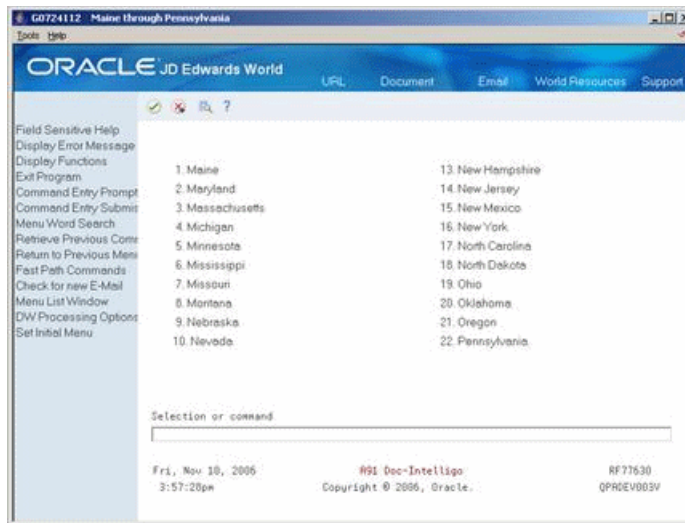 G0724112 Maine through Pennsylvania
Tools Help
ORACLE JD Edwards World
URL Document Email World Resources Support
Field Sensitive Help
Display Error Message
Display Functions
Exit Program
Command Entry Prompt
Command Entry Submis
Menu Word Search
Retrieve Previous Com
Return to Previous Men
Fast Path Commands
Check for new E-Mail
Menu List Window
DW Processing Options
Set Initial Menu
1. Maine
2. Maryland
3. Massachusetts
4. Michigan
5. Minnesota
6. Mississippi
7. Missouri
8. Montana
9. Nebraska
10. Nevada
13. New Hampshire
14. New Jersey
15. New Mexico
16. New York
17. North Carolina
18. North Dakota
19. Ohio
20. Oklahoma
21. Oregon
22. Pennsylvania
Selection or command
Fri, Nov 10, 2006 A91 Doc-Intelligo RF77630
3:57:28pm Copyright © 2006, Oracle. QPADEV003V